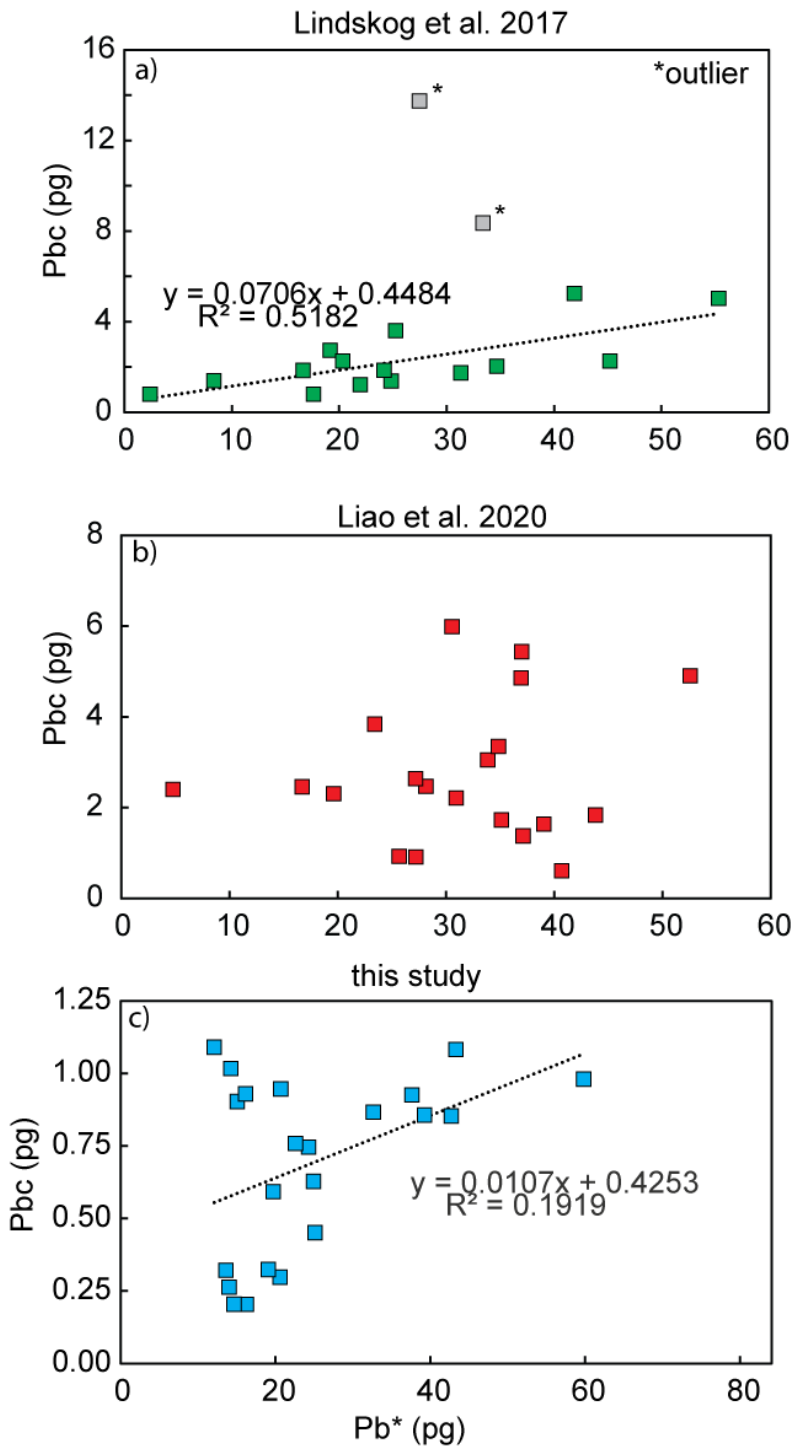 Lindskog et al. 2017
a)
*outlier
16
12
8
4
0
*
*
y = 0.0706x + 0.4484
R² = 0.5182
Pbc (pg)
0 10 20 30 40 50 60
Liao et al. 2020
b)
8
6
4
2
0
Pbc (pg)
0 10 20 30 40 50 60
this study
c)
1.25
1.00
0.75
0.50
0.25
0.00
Pbc (pg)
y = 0.0107x + 0.4253
R² = 0.1919
0 20 40 60 80
Pb* (pg)